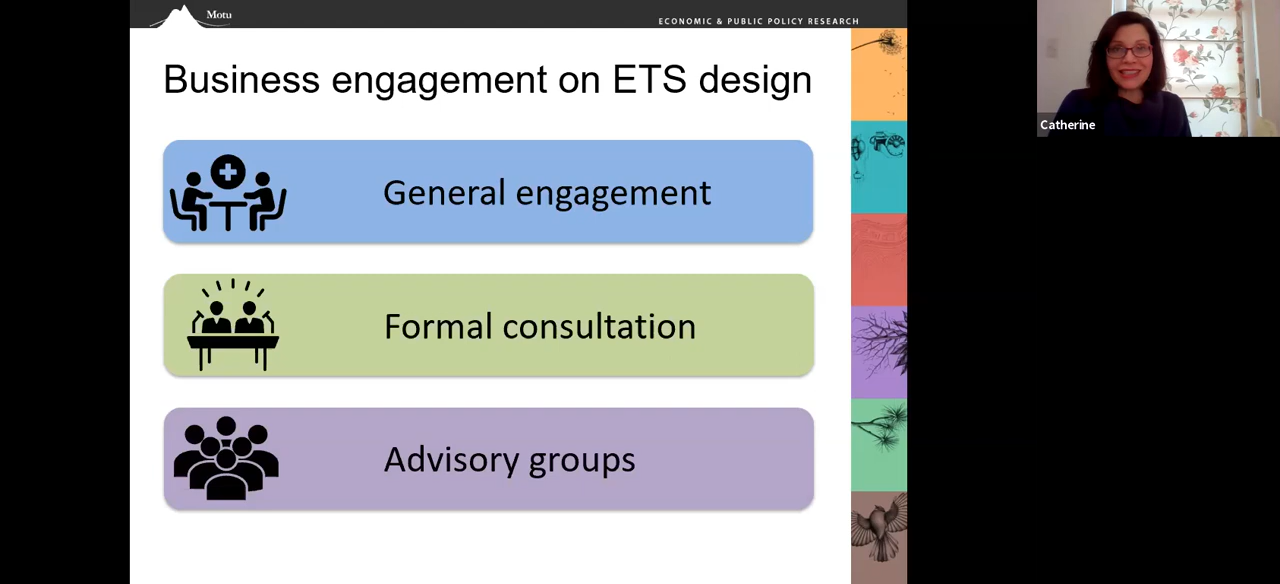 Motu
ECONOMIC & PUBLIC POLICY RESEARCH
Business engagement on ETS design
General engagement
Formal consultation
Advisory groups
Catherine